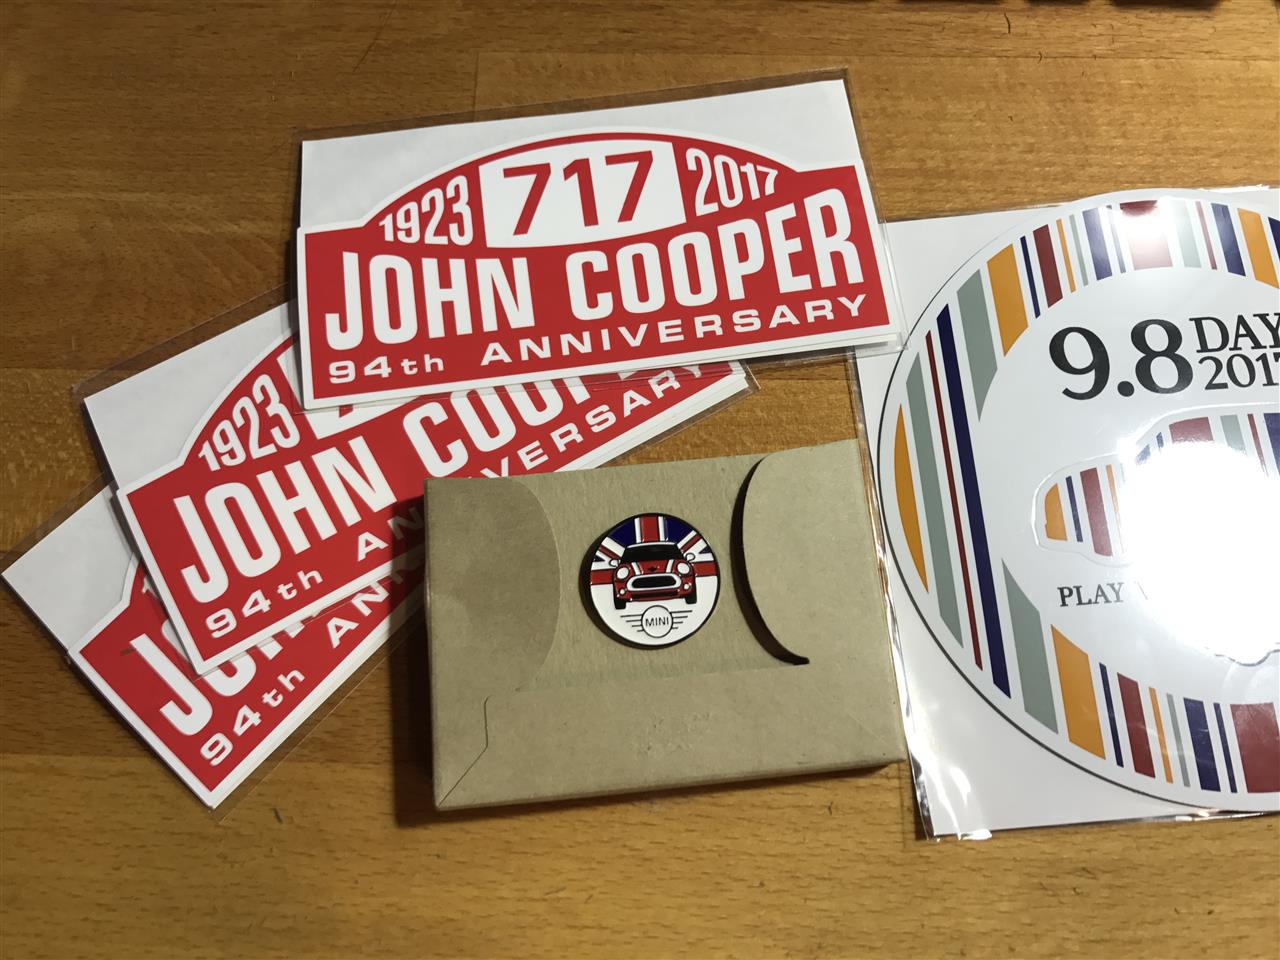 1923 717 2017
JOHN COOPER
94th ANNIVERSARY
1923
JOHN COOP
94th ANNIVERSARY
94th
MINI
9.8 DAY
2017
PLAY